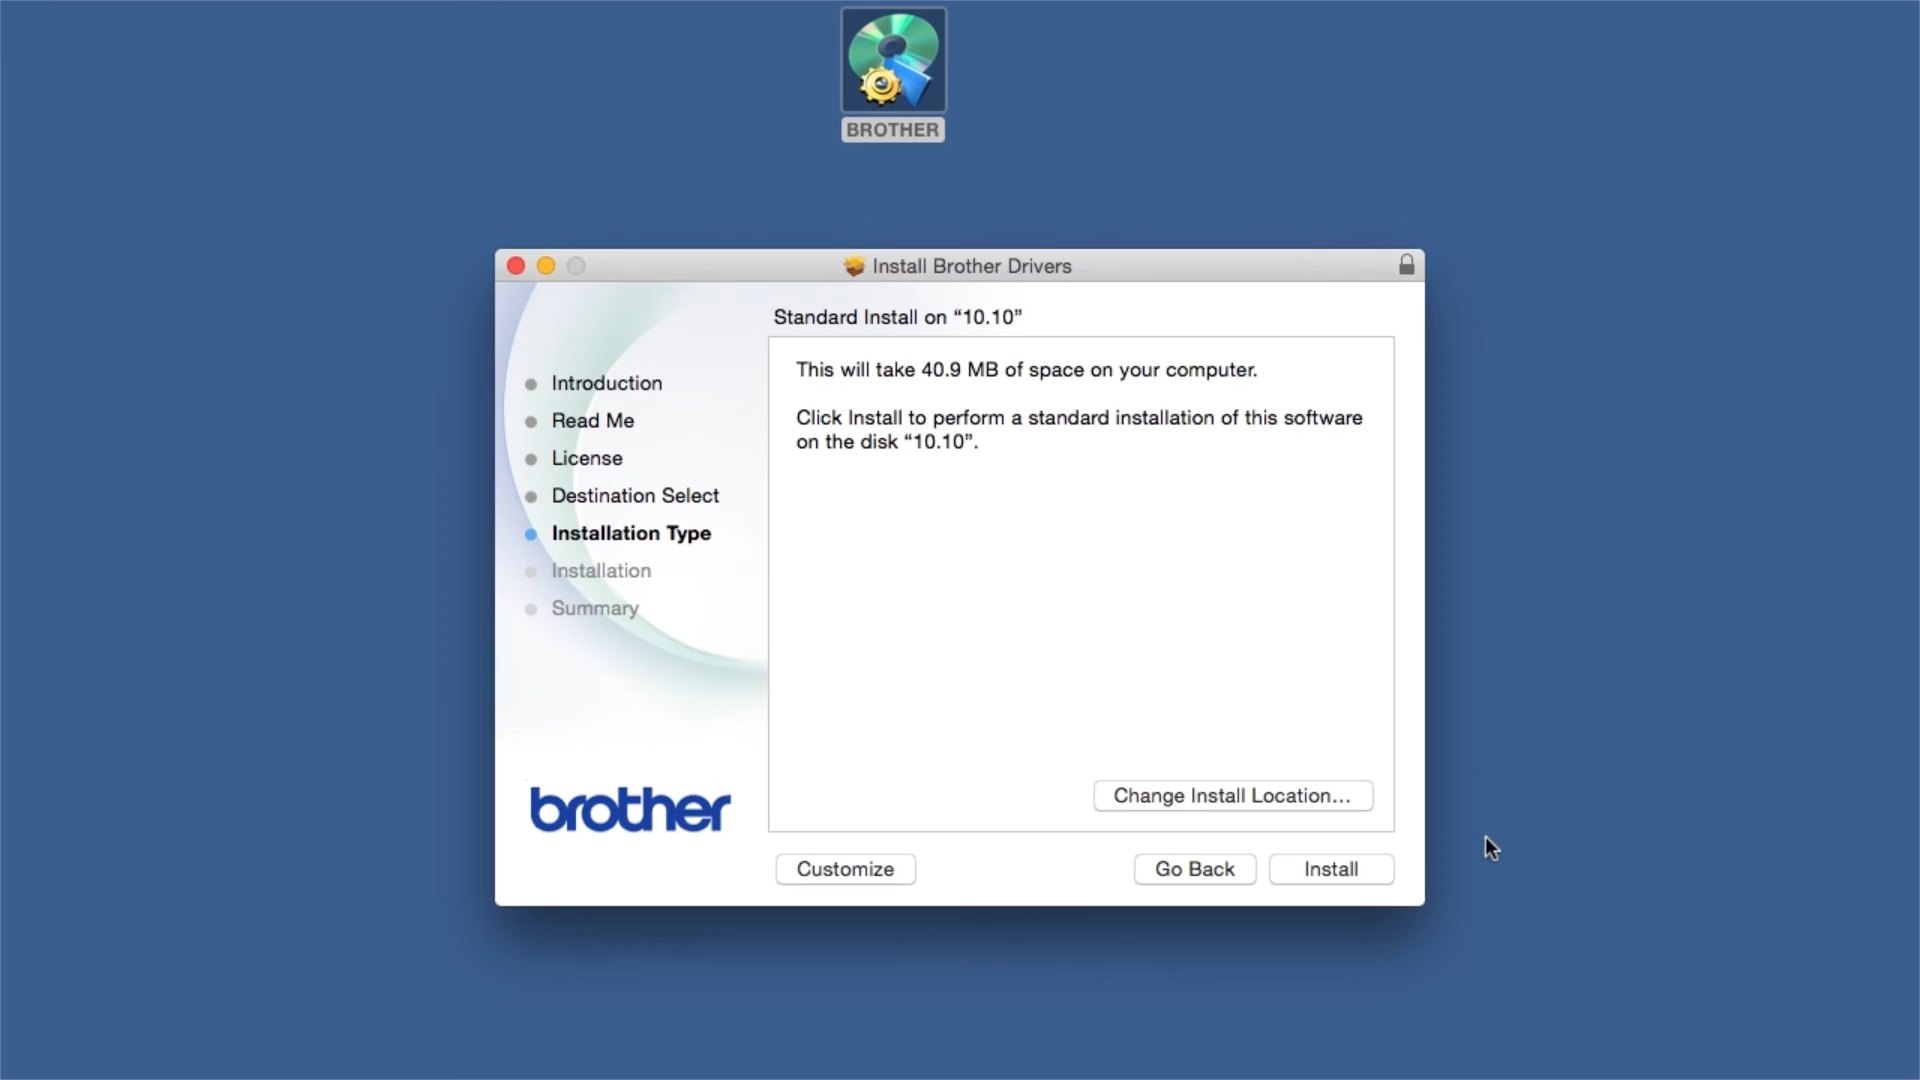 BROTHER
Install Brother Drivers
Standard Install on “10.10”
This will take 40.9 MB of space on your computer.
Click Install to perform a standard installation of this software
on the disk “10.10”.
Introduction
Read Me
License
Destination Select
Installation Type
Installation
Summary
brother
Change Install Location...
Customize
Go Back
Install